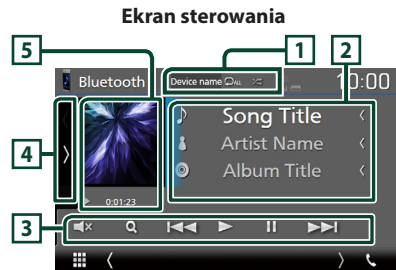 Ekran sterowania
5
1
2
Bluetooth
Device name ALL
10:00
Song Title
Artist Name
Album Title
4
0:01:23
3